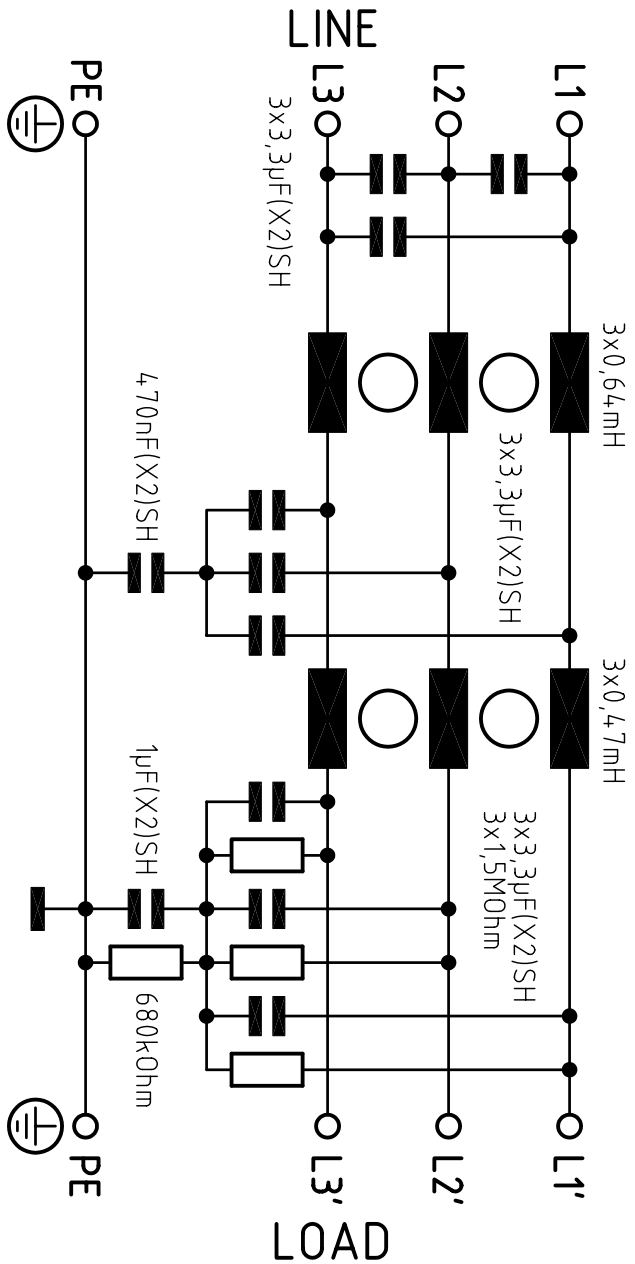 LINE
L1
L2
L3
PE
3x3,3µF(X2)SH
3x0,64mH
3x3,3µF(X2)SH
470nF(X2)SH
3x0,47mH
3x3,3µF(X2)SH
3x1,5MOhm
1µF(X2)SH
680kOhm
L1'
L2'
L3'
PE
LOAD